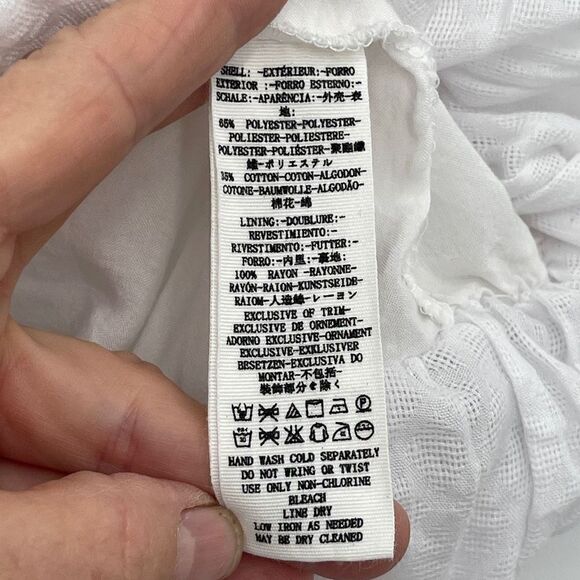 SHELL: -EXTÉRIEUR:-FORRO
EXTERIOR :-FORRO ESTERNO:-
SCHALE:-APARÊNCIA:-外壳-表
地:
65% POLYESTER-POLYESTER-
POLIESTER-POLIESTERE-
POLYESTER-POLIÉSTER-聚酯纖
維-ポリエステル
35% COTTON-COTON-ALGODON-
COTONE-BAUMWOLLE-ALGODÃO-
棉花-綿
LINING:-DOUBLURE:-
REVESTIMIENTO:-
RIVESTIMENTO:-FUTTER:-
FORRO:-内里:-裏地:
100% RAYON -RAYONNE-
RAYÓN-RAION-KUNSTSEIDE-
RAIOM-人造絲-レーヨン
EXCLUSIVE OF TRIM-
EXCLUSIVE DE ORNEMENT-
ADORNO EXCLUSIVE-ORNAMENT
EXCLUSIVE-EXKLUSIVER
BESETZEN-EXCLUSIVA DO
MONTAR-不包括-
装飾部分を除く
HAND WASH COLD SEPARATELY
DO NOT WRING OR TWIST
USE ONLY NON-CHLORINE
BLEACH
LINE DRY
LOW IRON AS NEEDED
MAY BE DRY CLEANED